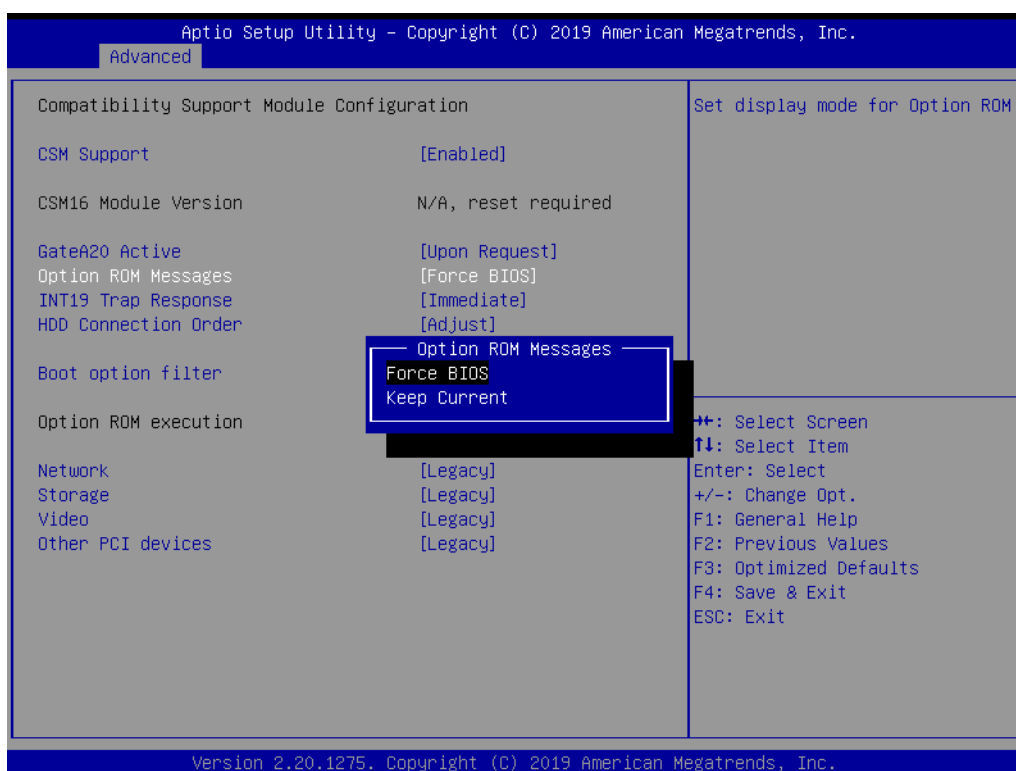 Aptio Setup Utility – Copyright (C) 2019 American Megatrends, Inc.
Advanced
Compatibility Support Module Configuration
Set display mode for Option ROM
CSM Support [Enabled]
CSM16 Module Version N/A, reset required
GateA20 Active [Upon Request]
Option ROM Messages [Force BIOS]
INT19 Trap Response [Immediate]
HDD Connection Order [Adjust]
Option ROM Messages
Boot option filter
Force BIOS
Keep Current
Option ROM execution
Network [Legacy]
Storage [Legacy]
Video [Legacy]
Other PCI devices [Legacy]
→←: Select Screen
↑↓: Select Item
Enter: Select
+/-: Change Opt.
F1: General Help
F2: Previous Values
F3: Optimized Defaults
F4: Save & Exit
ESC: Exit
Version 2.20.1275. Copyright (C) 2019 American Megatrends, Inc.